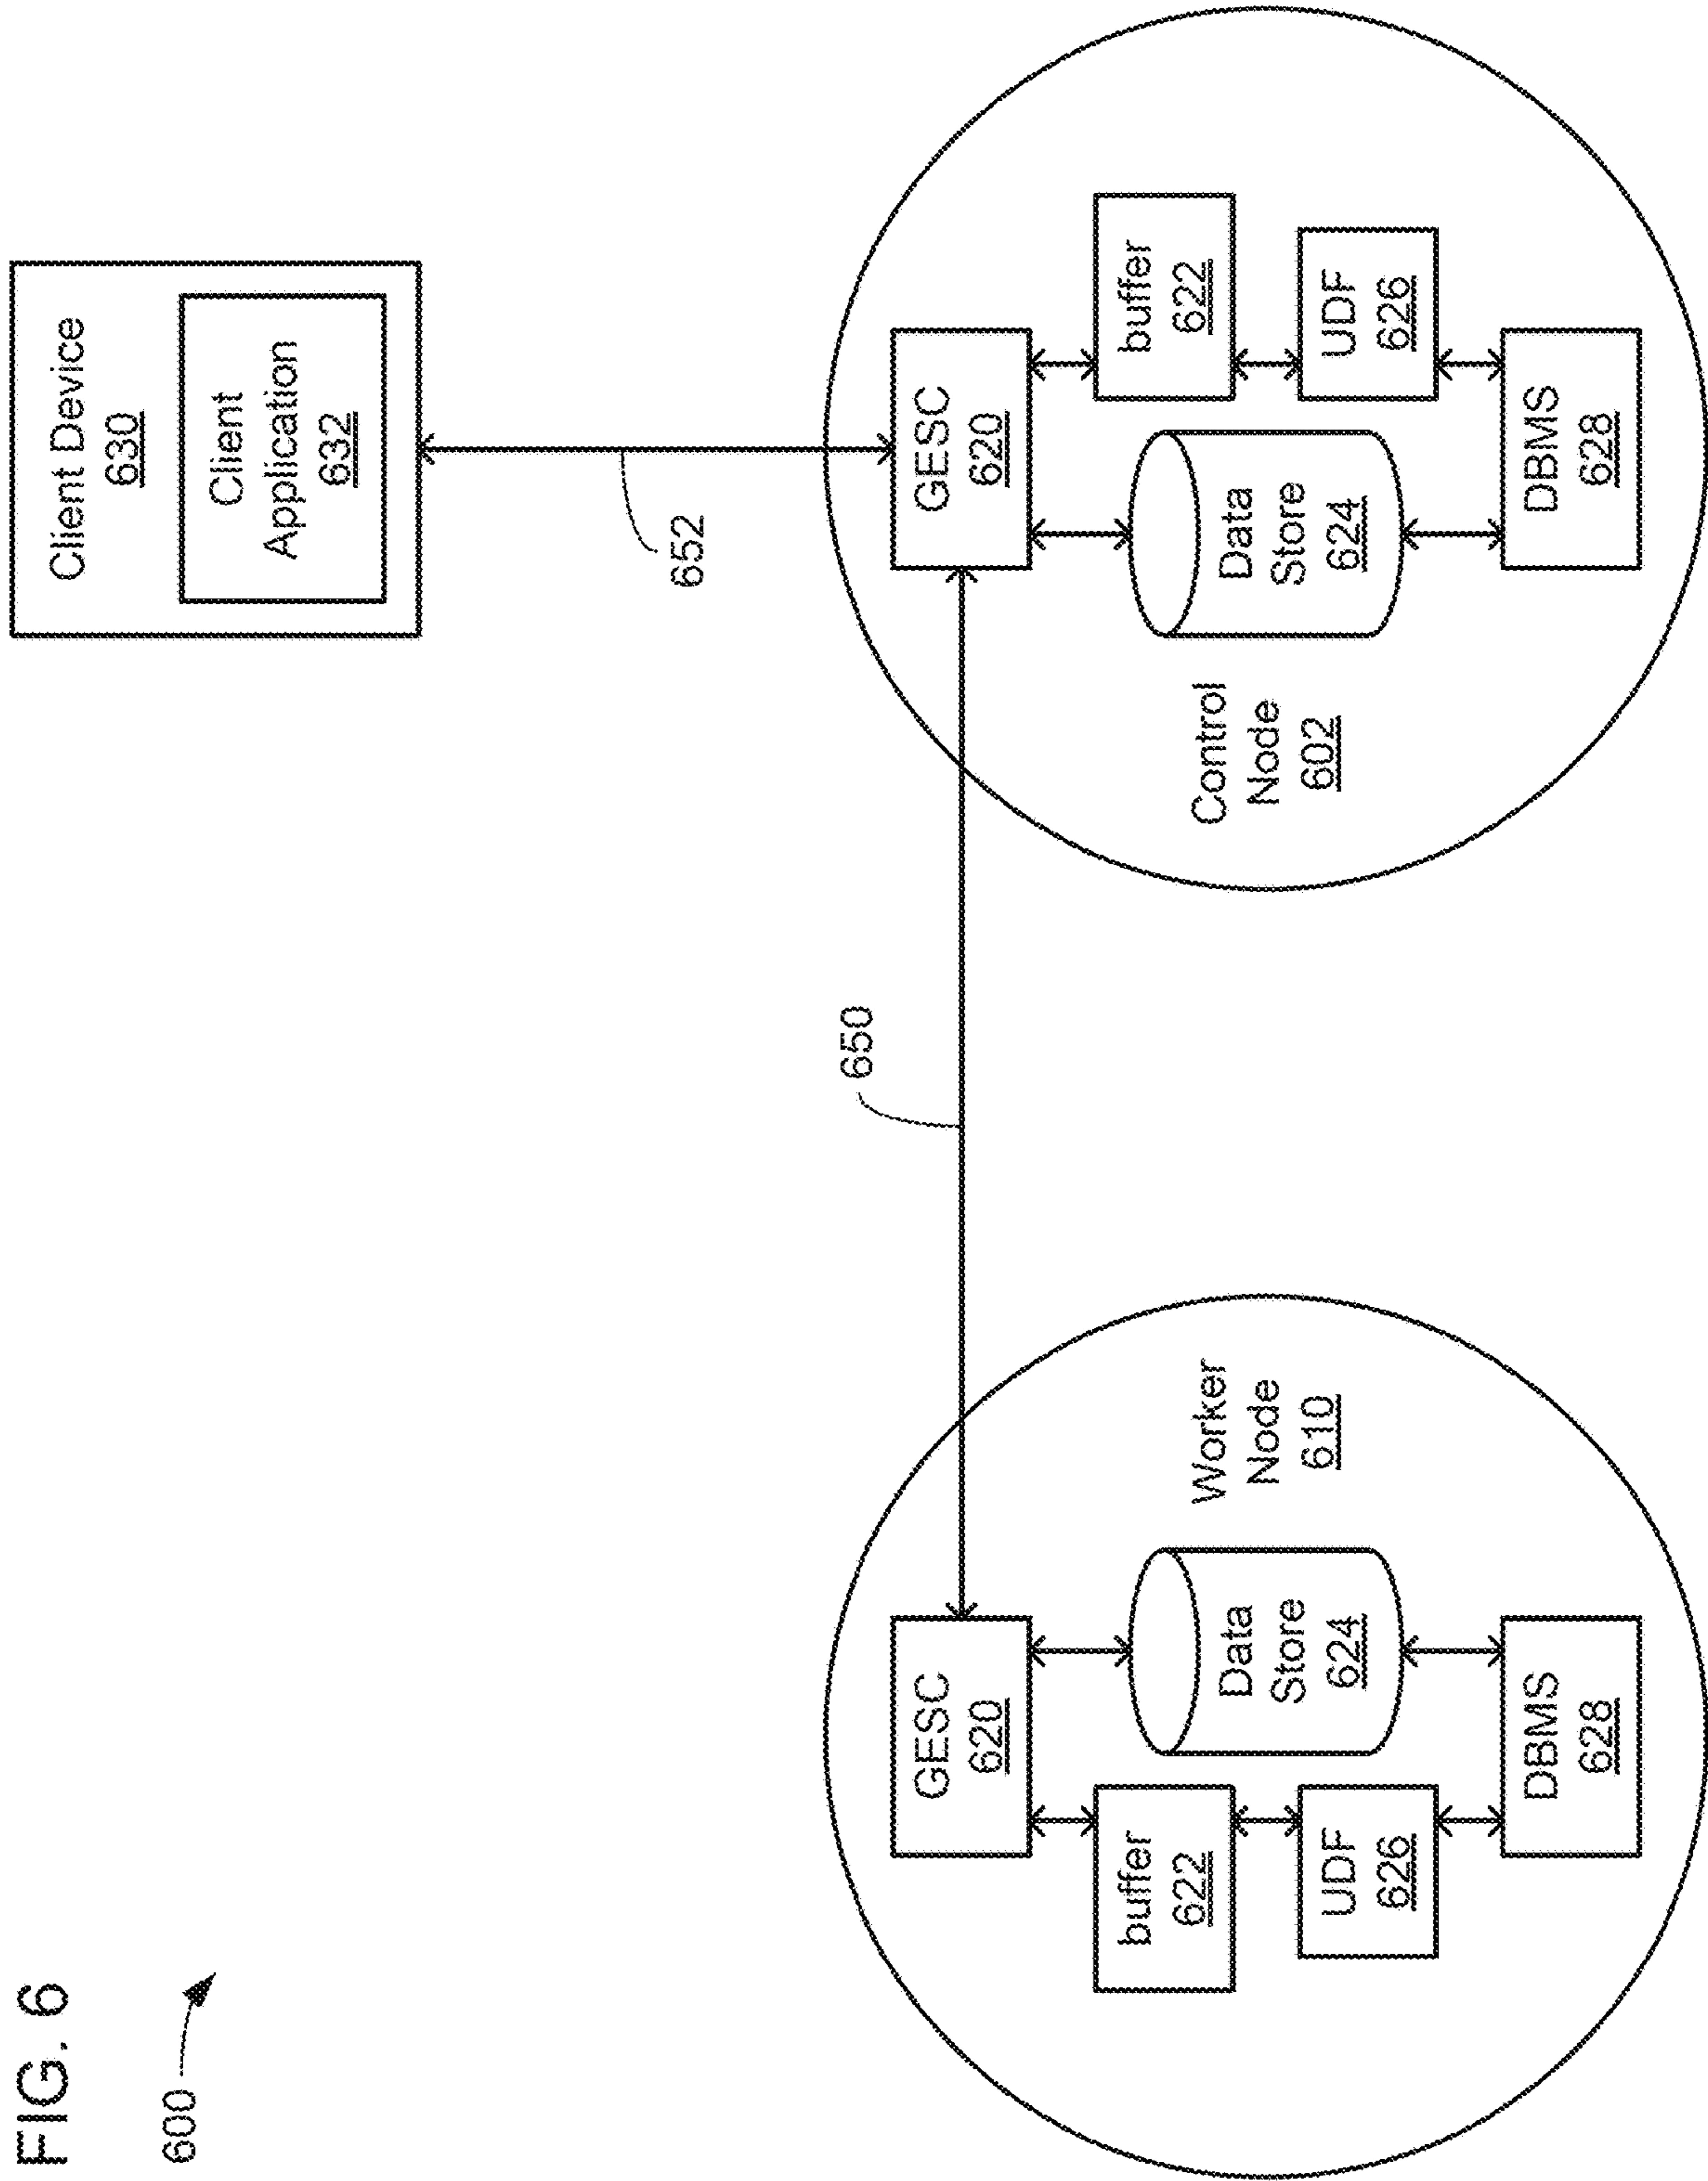 FIG. 6
600
Client Device
630
Client
Application
632
652
650
GESC
620
buffer
622
Data
Store
624
UDF
626
DBMS
628
Worker
Node
610
GESC
620
Data
Store
624
buffer
622
UDF
626
DBMS
628
Control
Node
602